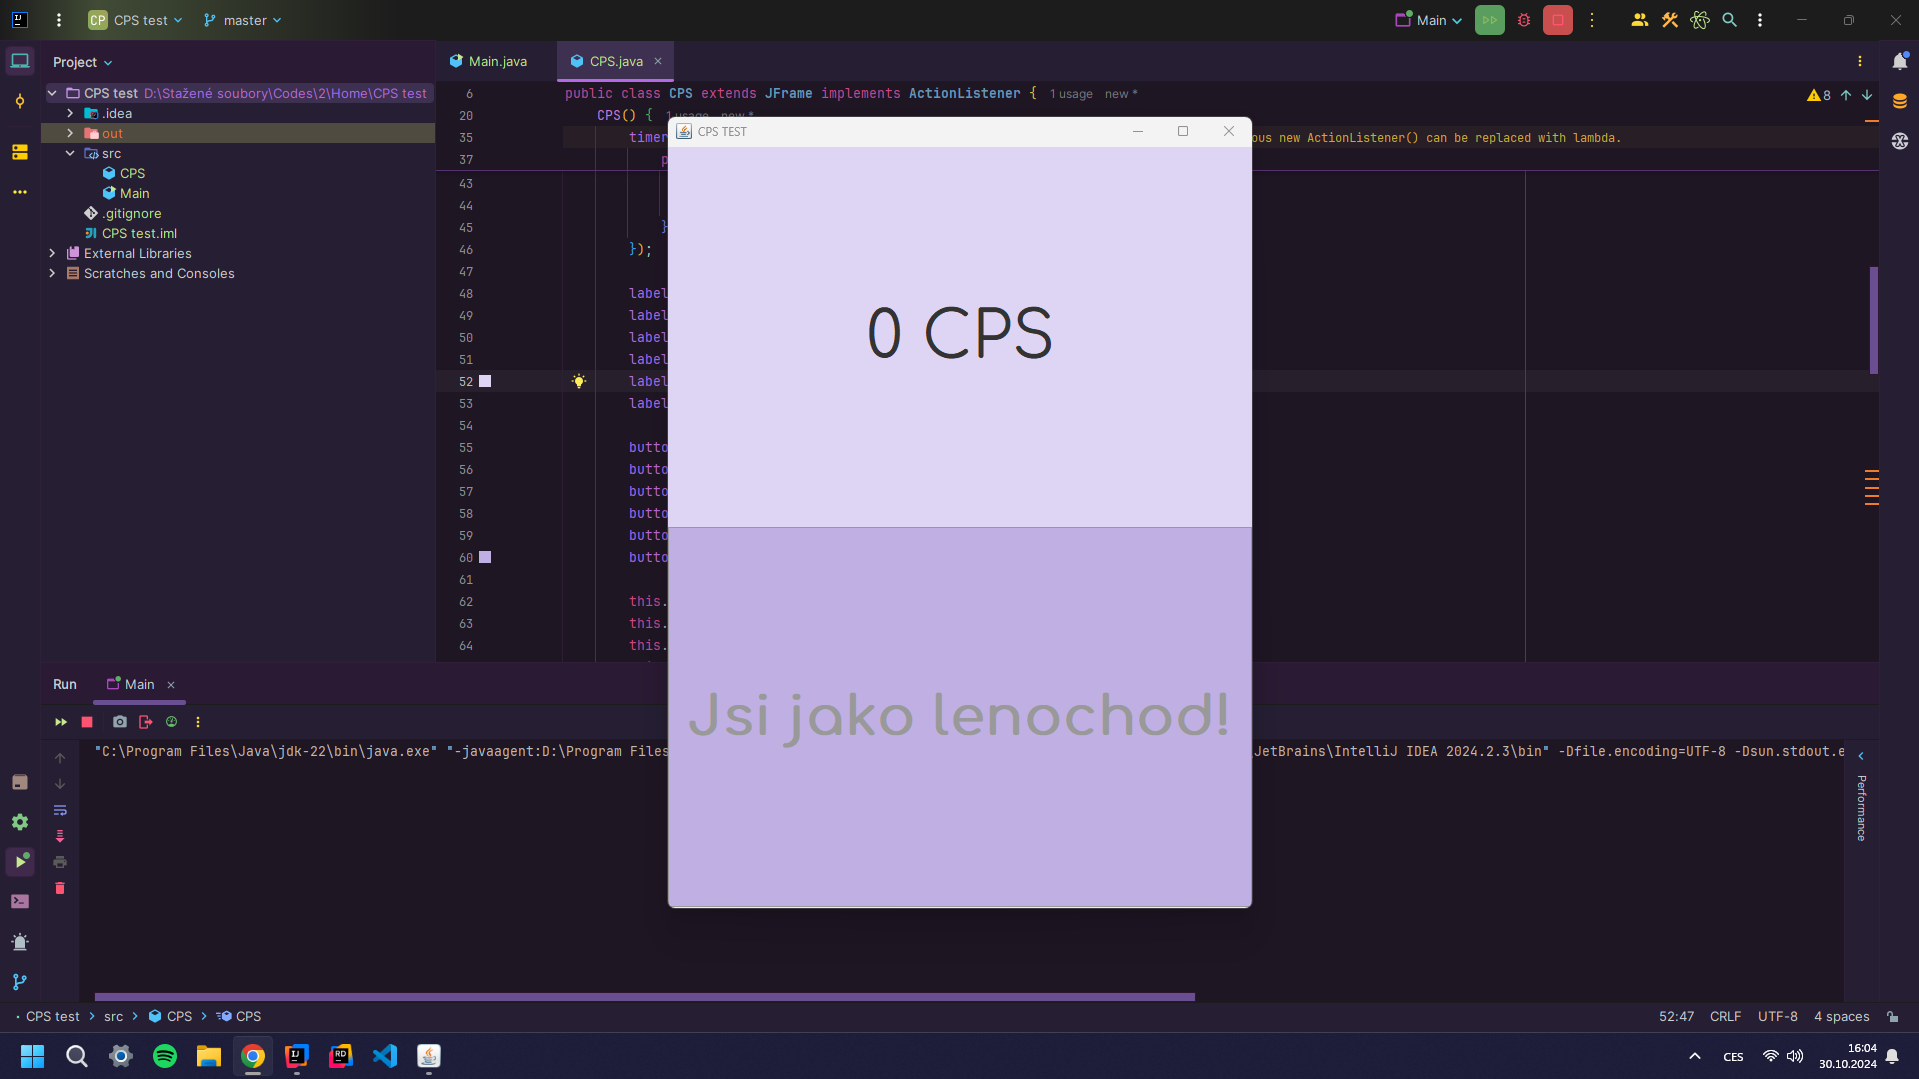 CP CPS test master Main
Project Main.java CPS.java
CPS test D:\Stažené soubory\Codes\2\Home\CPS test
.idea
out
src
CPS
Main
.gitignore
CPS test.iml
External Libraries
Scratches and Consoles
6 public class CPS extends JFrame implements ActionListener { 1 usage new * 8
20 CPS() {
35 timer ous new ActionListener() can be replaced with lambda.
37 p
43
44
45 }
46 });
47
48 label
49 label
50 label
51 label
52 label
53 label
54
55 butto
56 butto
57 butto
58 butto
59 butto
60 butto
61
62 this.
63 this.
64 this.
CPS TEST
0 CPS
Jsi jako lenochod!
Run Main
"C:\Program Files\Java\jdk-22\bin\java.exe" "-javaagent:D:\Program Files JetBrains\IntelliJ IDEA 2024.2.3\bin" -Dfile.encoding=UTF-8 -Dsun.stdout.e
Performance
CPS test > src > CPS > CPS 52:47 CRLF UTF-8 4 spaces
CES 16:04
30.10.2024